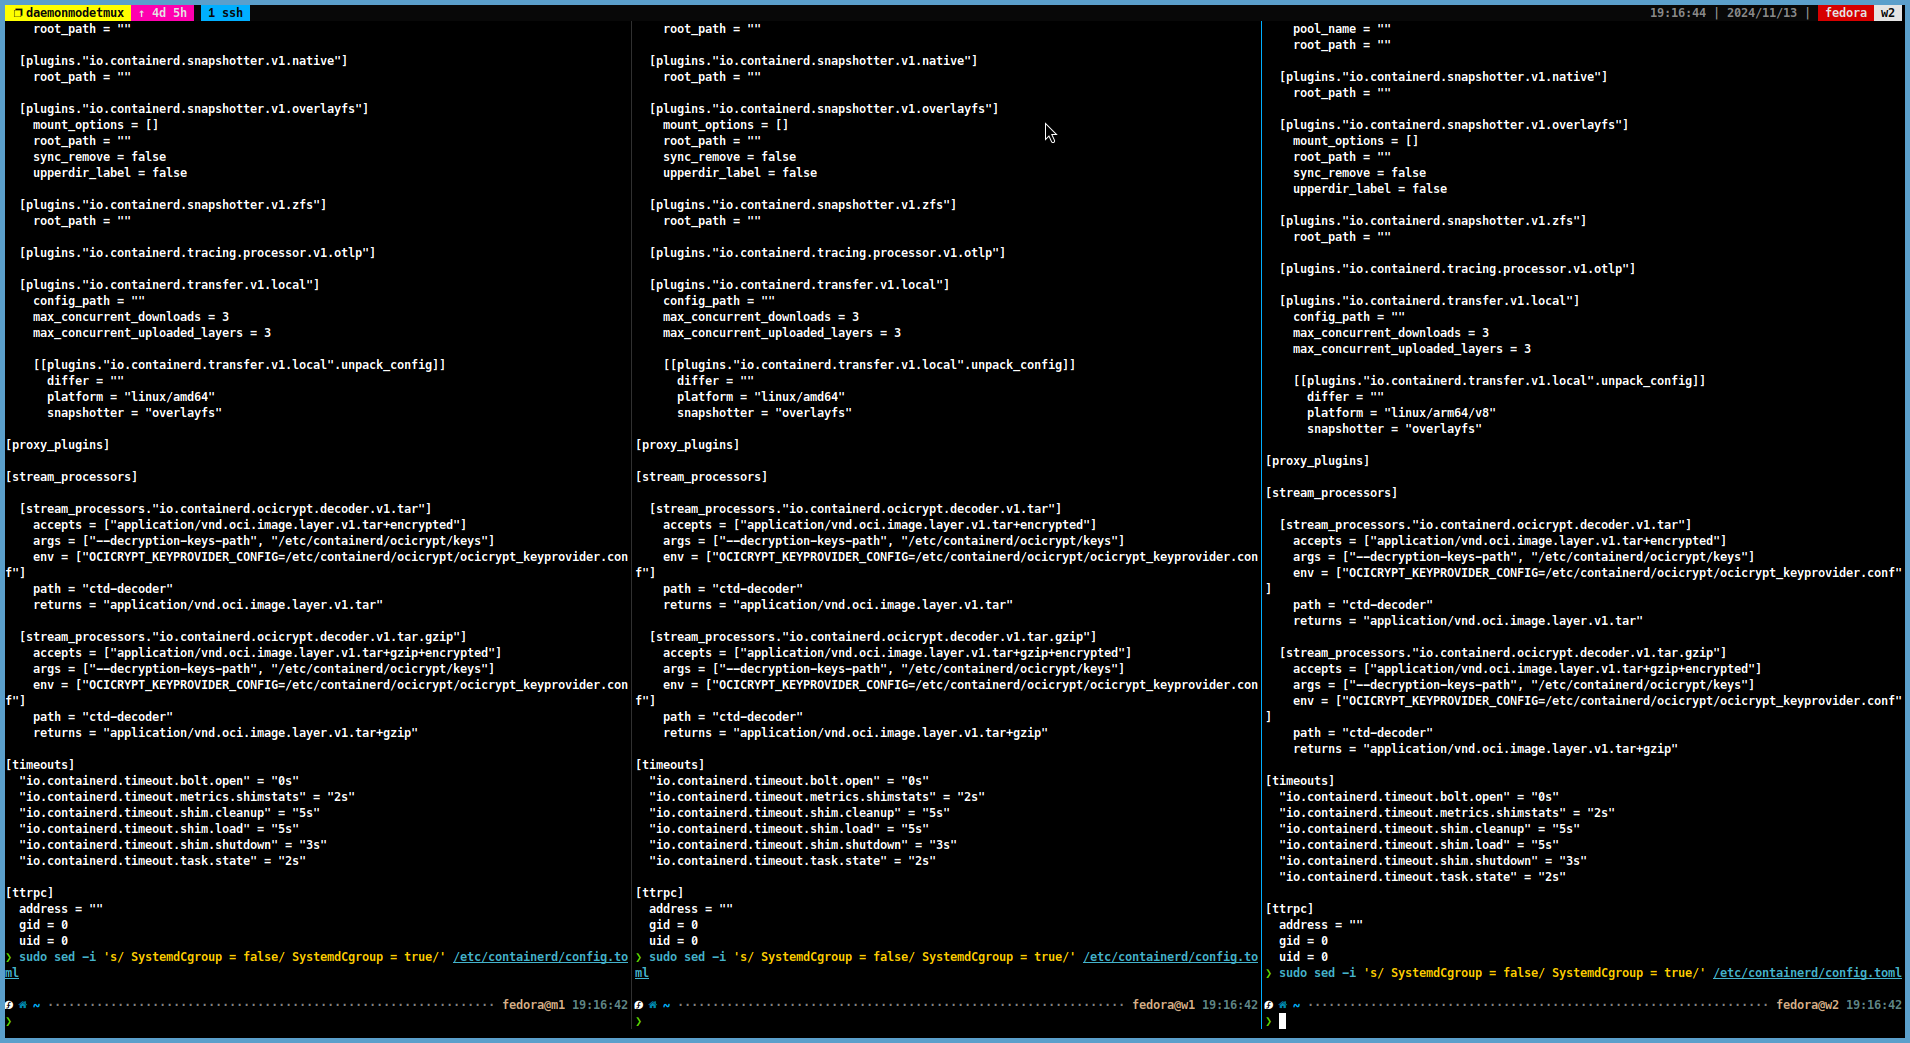 daemonmodetmux ↑ 4d 5h 1 ssh 19:16:44 | 2024/11/13 | fedora w2
root_path = ""

[plugins."io.containerd.snapshotter.v1.native"]
root_path = ""

[plugins."io.containerd.snapshotter.v1.overlayfs"]
mount_options = []
root_path = ""
sync_remove = false
upperdir_label = false

[plugins."io.containerd.snapshotter.v1.zfs"]
root_path = ""

[plugins."io.containerd.tracing.processor.v1.otlp"]

[plugins."io.containerd.transfer.v1.local"]
config_path = ""
max_concurrent_downloads = 3
max_concurrent_uploaded_layers = 3

[[plugins."io.containerd.transfer.v1.local".unpack_config]]
differ = ""
platform = "linux/amd64"
snapshotter = "overlayfs"

[proxy_plugins]

[stream_processors]

[stream_processors."io.containerd.ocicrypt.decoder.v1.tar"]
accepts = ["application/vnd.oci.image.layer.v1.tar+encrypted"]
args = ["--decryption-keys-path", "/etc/containerd/ocicrypt/keys"]
env = ["OCICRYPT_KEYPROVIDER_CONFIG=/etc/containerd/ocicrypt/ocicrypt_keyprovider.con
f"]
path = "ctd-decoder"
returns = "application/vnd.oci.image.layer.v1.tar"

[stream_processors."io.containerd.ocicrypt.decoder.v1.tar.gzip"]
accepts = ["application/vnd.oci.image.layer.v1.tar+gzip+encrypted"]
args = ["--decryption-keys-path", "/etc/containerd/ocicrypt/keys"]
env = ["OCICRYPT_KEYPROVIDER_CONFIG=/etc/containerd/ocicrypt/ocicrypt_keyprovider.con
f"]
path = "ctd-decoder"
returns = "application/vnd.oci.image.layer.v1.tar+gzip"

[timeouts]
"io.containerd.timeout.bolt.open" = "0s"
"io.containerd.timeout.metrics.shimstats" = "2s"
"io.containerd.timeout.shim.cleanup" = "5s"
"io.containerd.timeout.shim.load" = "5s"
"io.containerd.timeout.shim.shutdown" = "3s"
"io.containerd.timeout.task.state" = "2s"

[ttrpc]
address = ""
gid = 0
uid = 0
❯ sudo sed -i 's/ SystemdCgroup = false/ SystemdCgroup = true/' /etc/containerd/config.to
ml
~ fedora@m1 19:16:42
❯
root_path = ""

[plugins."io.containerd.snapshotter.v1.native"]
root_path = ""

[plugins."io.containerd.snapshotter.v1.overlayfs"]
mount_options = []
root_path = ""
sync_remove = false
upperdir_label = false

[plugins."io.containerd.snapshotter.v1.zfs"]
root_path = ""

[plugins."io.containerd.tracing.processor.v1.otlp"]

[plugins."io.containerd.transfer.v1.local"]
config_path = ""
max_concurrent_downloads = 3
max_concurrent_uploaded_layers = 3

[[plugins."io.containerd.transfer.v1.local".unpack_config]]
differ = ""
platform = "linux/amd64"
snapshotter = "overlayfs"

[proxy_plugins]

[stream_processors]

[stream_processors."io.containerd.ocicrypt.decoder.v1.tar"]
accepts = ["application/vnd.oci.image.layer.v1.tar+encrypted"]
args = ["--decryption-keys-path", "/etc/containerd/ocicrypt/keys"]
env = ["OCICRYPT_KEYPROVIDER_CONFIG=/etc/containerd/ocicrypt/ocicrypt_keyprovider.con
f"]
path = "ctd-decoder"
returns = "application/vnd.oci.image.layer.v1.tar"

[stream_processors."io.containerd.ocicrypt.decoder.v1.tar.gzip"]
accepts = ["application/vnd.oci.image.layer.v1.tar+gzip+encrypted"]
args = ["--decryption-keys-path", "/etc/containerd/ocicrypt/keys"]
env = ["OCICRYPT_KEYPROVIDER_CONFIG=/etc/containerd/ocicrypt/ocicrypt_keyprovider.con
f"]
path = "ctd-decoder"
returns = "application/vnd.oci.image.layer.v1.tar+gzip"

[timeouts]
"io.containerd.timeout.bolt.open" = "0s"
"io.containerd.timeout.metrics.shimstats" = "2s"
"io.containerd.timeout.shim.cleanup" = "5s"
"io.containerd.timeout.shim.load" = "5s"
"io.containerd.timeout.shim.shutdown" = "3s"
"io.containerd.timeout.task.state" = "2s"

[ttrpc]
address = ""
gid = 0
uid = 0
❯ sudo sed -i 's/ SystemdCgroup = false/ SystemdCgroup = true/' /etc/containerd/config.to
ml
~ fedora@w1 19:16:42
❯
pool_name = ""
root_path = ""

[plugins."io.containerd.snapshotter.v1.native"]
root_path = ""

[plugins."io.containerd.snapshotter.v1.overlayfs"]
mount_options = []
root_path = ""
sync_remove = false
upperdir_label = false

[plugins."io.containerd.snapshotter.v1.zfs"]
root_path = ""

[plugins."io.containerd.tracing.processor.v1.otlp"]

[plugins."io.containerd.transfer.v1.local"]
config_path = ""
max_concurrent_downloads = 3
max_concurrent_uploaded_layers = 3

[[plugins."io.containerd.transfer.v1.local".unpack_config]]
differ = ""
platform = "linux/arm64/v8"
snapshotter = "overlayfs"

[proxy_plugins]

[stream_processors]

[stream_processors."io.containerd.ocicrypt.decoder.v1.tar"]
accepts = ["application/vnd.oci.image.layer.v1.tar+encrypted"]
args = ["--decryption-keys-path", "/etc/containerd/ocicrypt/keys"]
env = ["OCICRYPT_KEYPROVIDER_CONFIG=/etc/containerd/ocicrypt/ocicrypt_keyprovider.conf"
]
path = "ctd-decoder"
returns = "application/vnd.oci.image.layer.v1.tar"

[stream_processors."io.containerd.ocicrypt.decoder.v1.tar.gzip"]
accepts = ["application/vnd.oci.image.layer.v1.tar+gzip+encrypted"]
args = ["--decryption-keys-path", "/etc/containerd/ocicrypt/keys"]
env = ["OCICRYPT_KEYPROVIDER_CONFIG=/etc/containerd/ocicrypt/ocicrypt_keyprovider.conf"
]
path = "ctd-decoder"
returns = "application/vnd.oci.image.layer.v1.tar+gzip"

[timeouts]
"io.containerd.timeout.bolt.open" = "0s"
"io.containerd.timeout.metrics.shimstats" = "2s"
"io.containerd.timeout.shim.cleanup" = "5s"
"io.containerd.timeout.shim.load" = "5s"
"io.containerd.timeout.shim.shutdown" = "3s"
"io.containerd.timeout.task.state" = "2s"

[ttrpc]
address = ""
gid = 0
uid = 0
❯ sudo sed -i 's/ SystemdCgroup = false/ SystemdCgroup = true/' /etc/containerd/config.toml
~ fedora@w2 19:16:42
❯